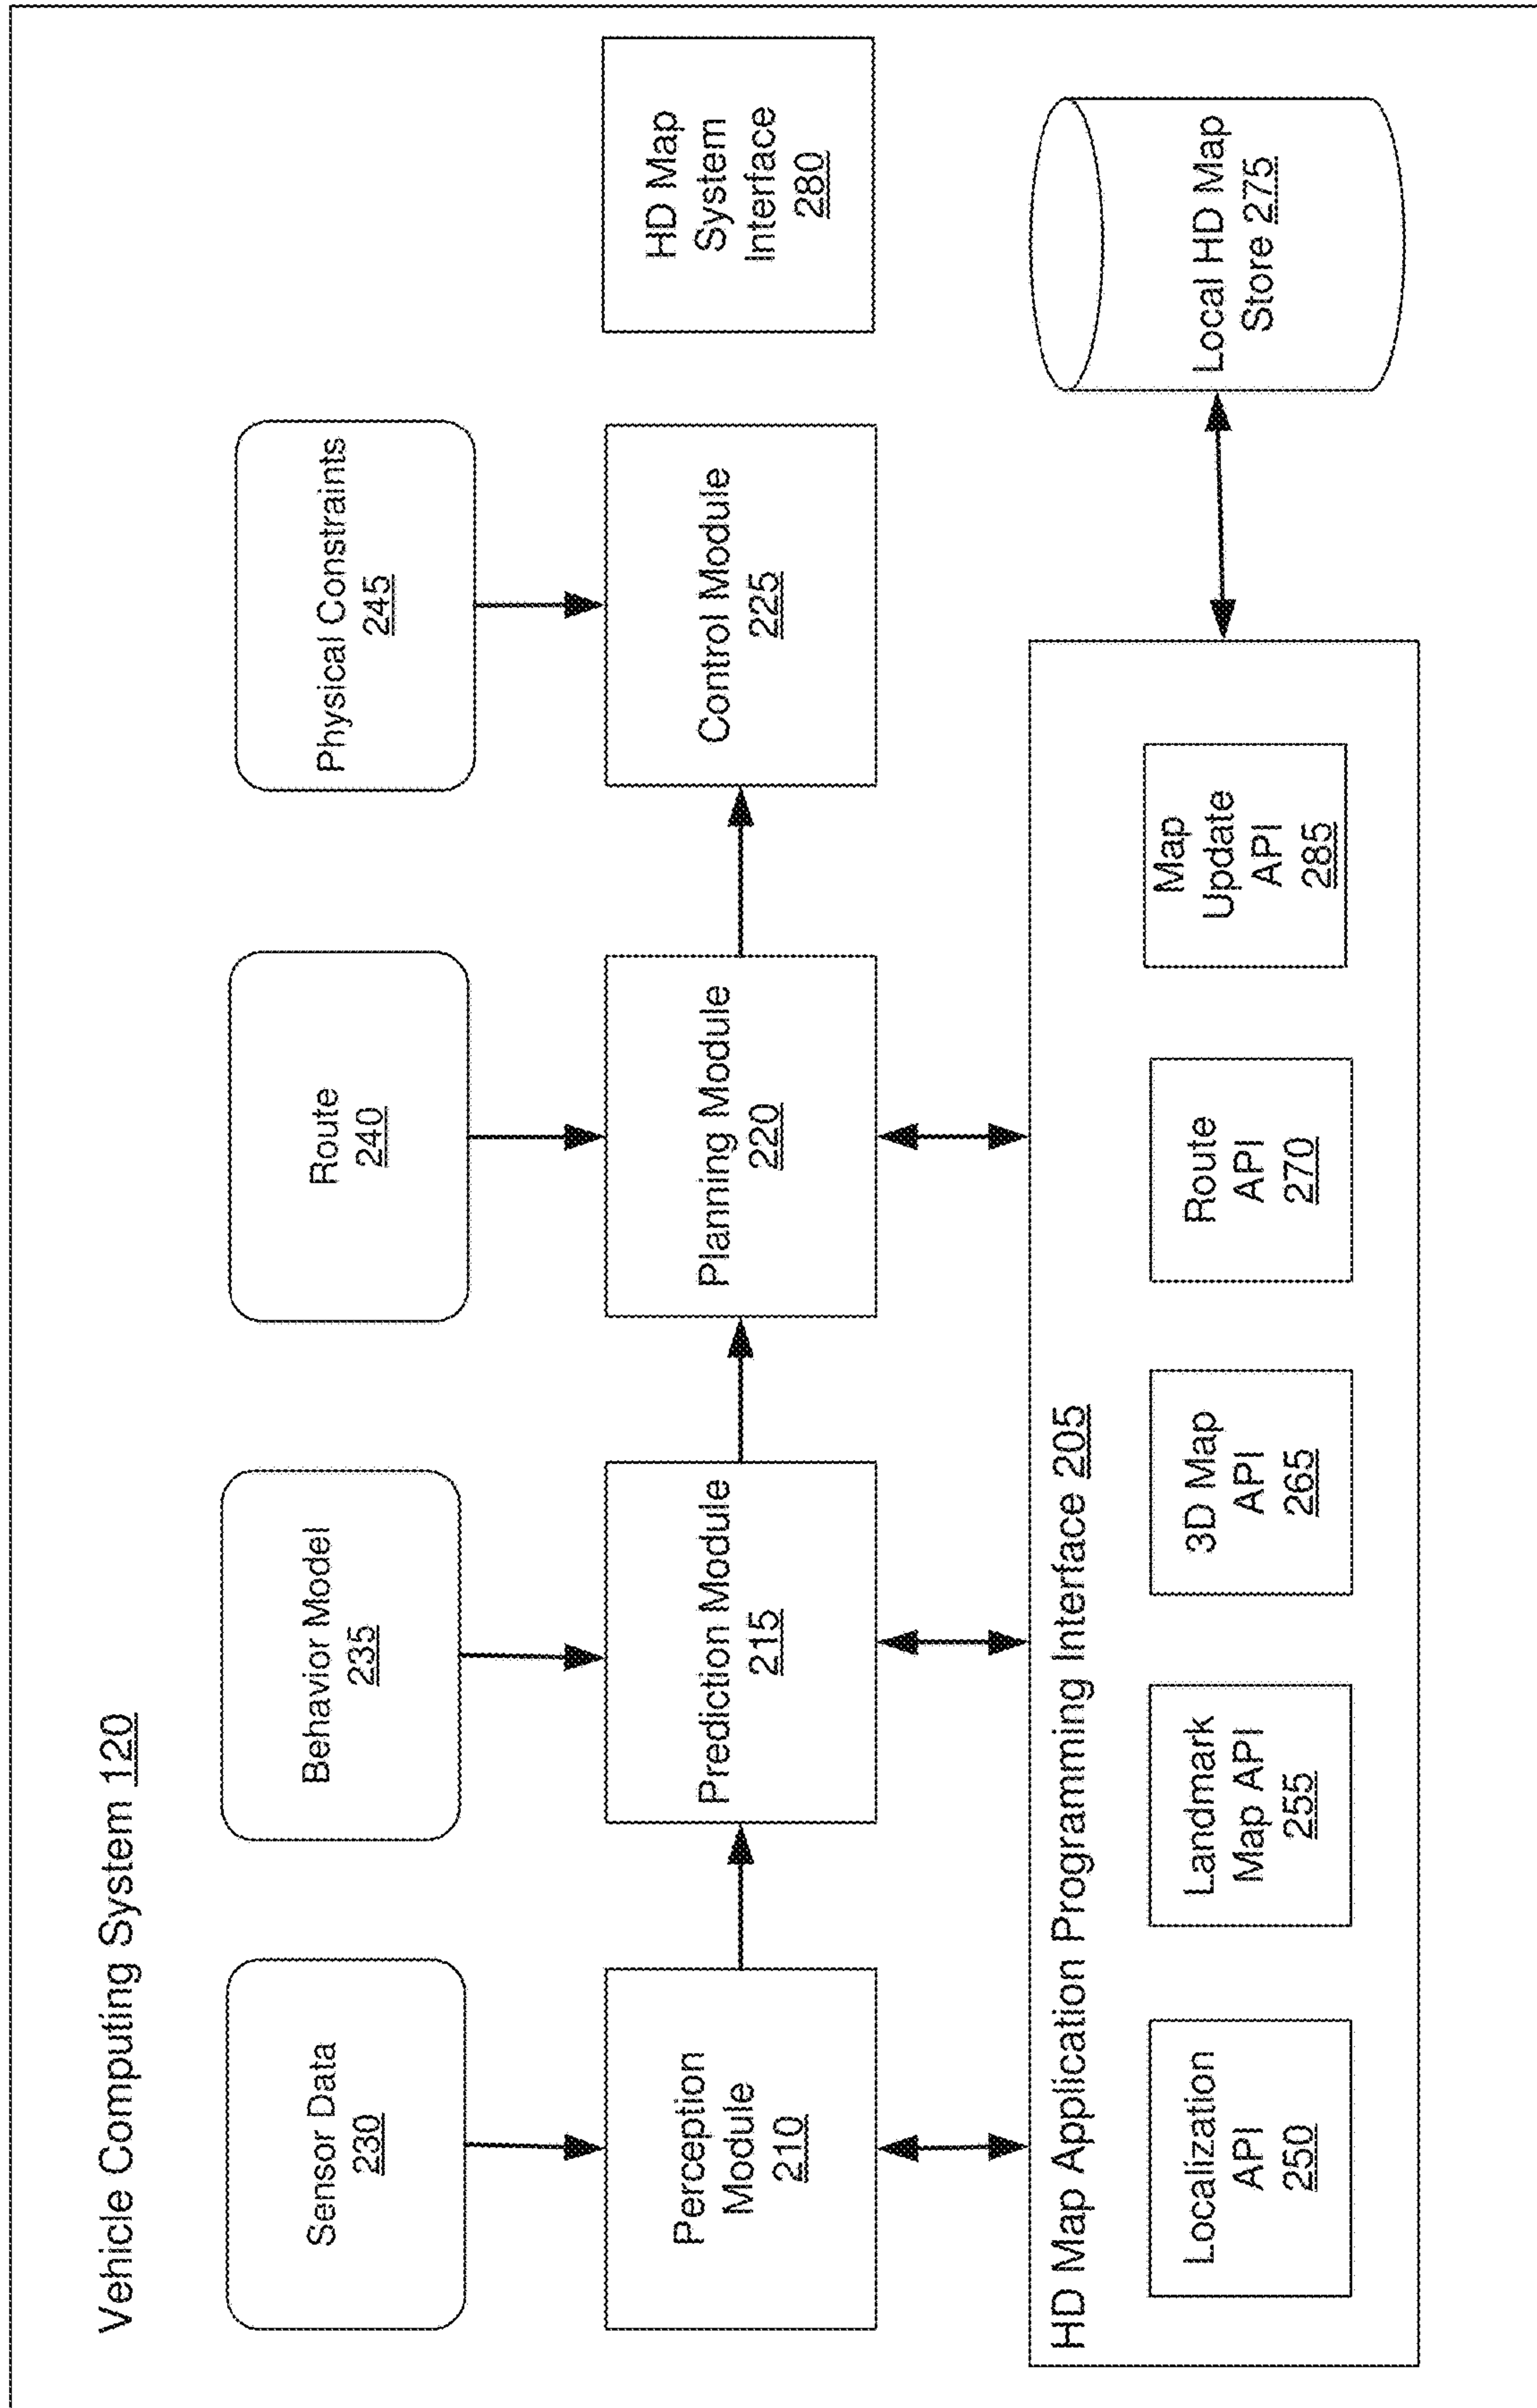 Vehicle Computing System 120
Sensor Data
230
Behavior Model
235
Route
240
Physical Constraints
245
Perception
Module
210
Prediction Module
215
Planning Module
220
Control Module
225
HD Map
System
Interface
280
HD Map Application Programming Interface 205
Localization
API
250
Landmark
Map API
255
3D Map
API
265
Route
API
270
Map
Update
API
285
Local HD Map
Store 275